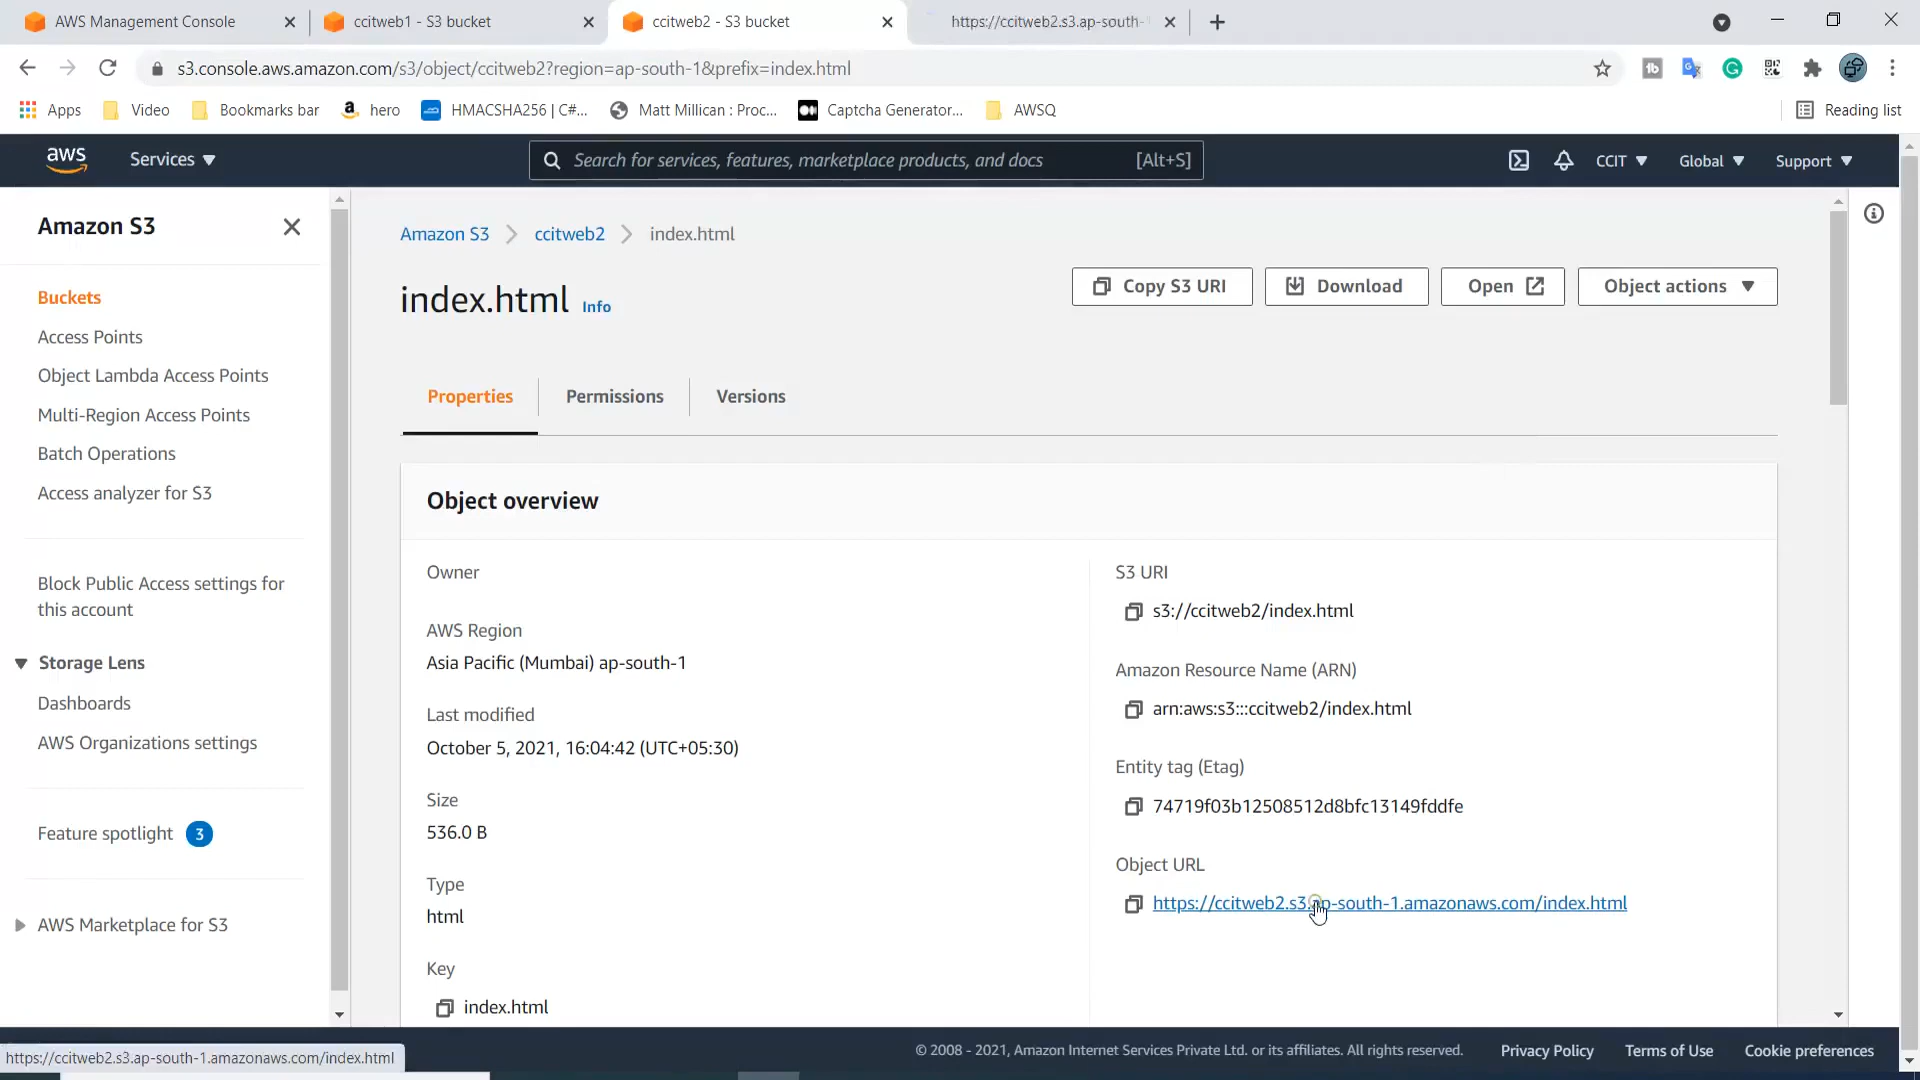 AWS Management Console
ccitweb1 - S3 bucket
ccitweb2 - S3 bucket
https://ccitweb2.s3.ap-south-1
s3.console.aws.amazon.com/s3/object/ccitweb2?region=ap-south-1&prefix=index.html
Apps
Video
Bookmarks bar
hero
HMACSHA256 | C#...
Matt Millican : Proc...
Captcha Generator...
AWSQ
Reading list
aws
Services
Search for services, features, marketplace products, and docs
[Alt+S]
CCIT
Global
Support
Amazon S3
Buckets
Access Points
Object Lambda Access Points
Multi-Region Access Points
Batch Operations
Access analyzer for S3
Block Public Access settings for
this account
Storage Lens
Dashboards
AWS Organizations settings
Feature spotlight 3
AWS Marketplace for S3
Amazon S3
ccitweb2
index.html
index.html Info
Copy S3 URI
Download
Open
Object actions
Properties
Permissions
Versions
Object overview
Owner
AWS Region
Asia Pacific (Mumbai) ap-south-1
Last modified
October 5, 2021, 16:04:42 (UTC+05:30)
Size
536.0 B
Type
html
Key
index.html
S3 URI
s3://ccitweb2/index.html
Amazon Resource Name (ARN)
arn:aws:s3:::ccitweb2/index.html
Entity tag (Etag)
74719f03b12508512d8bfc13149fddfe
Object URL
https://ccitweb2.s3.ap-south-1.amazonaws.com/index.html
https://ccitweb2.s3.ap-south-1.amazonaws.com/index.html
© 2008 - 2021, Amazon Internet Services Private Ltd. or its affiliates. All rights reserved.
Privacy Policy
Terms of Use
Cookie preferences